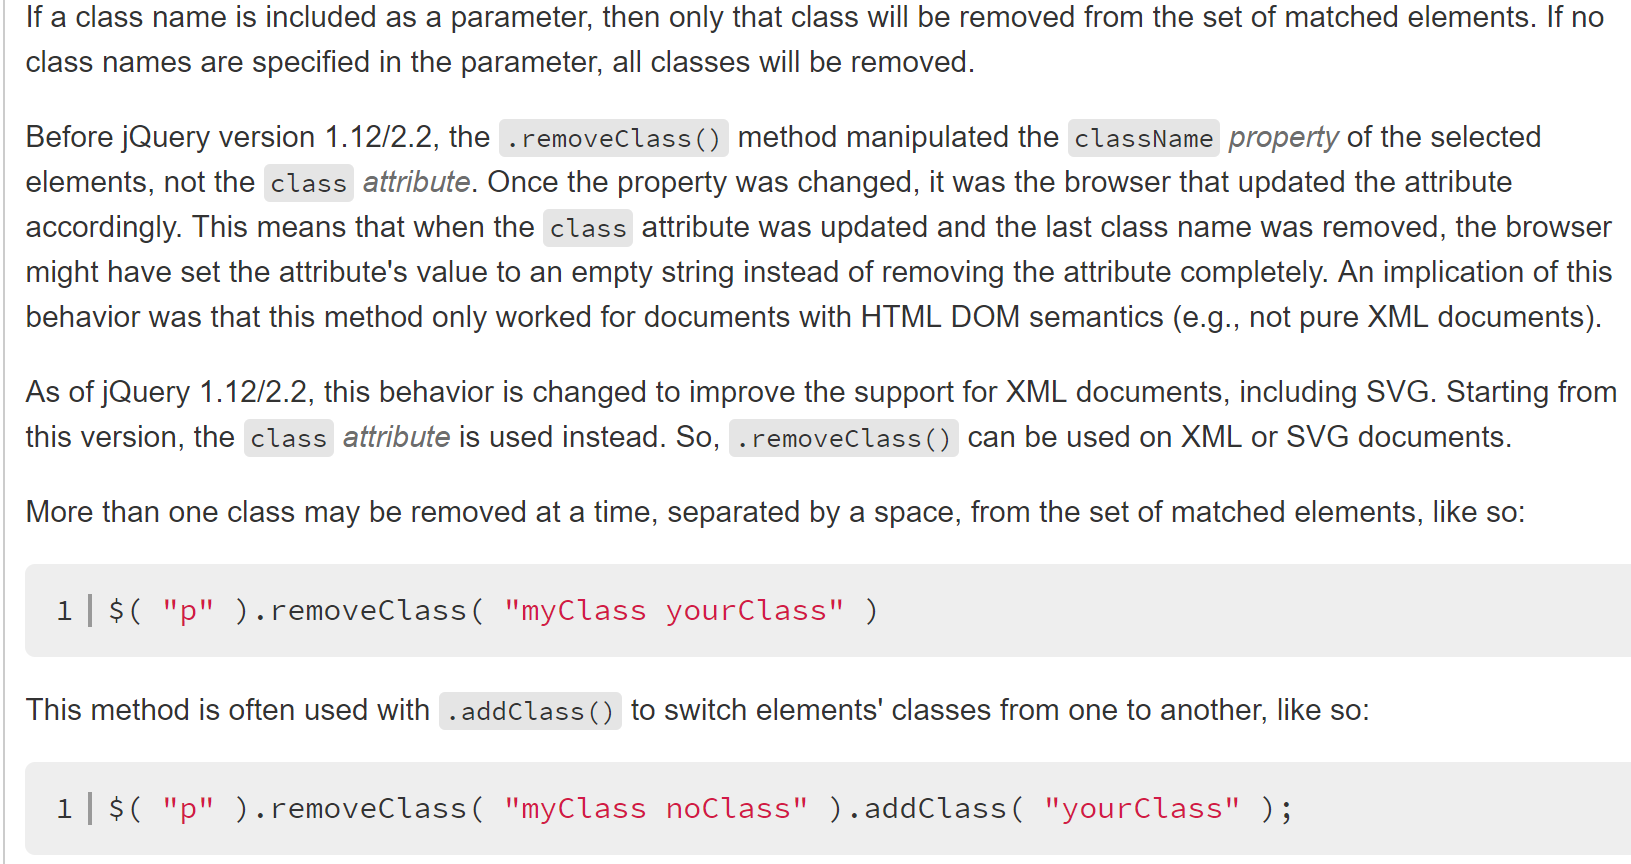 If a class name is included as a parameter, then only that class will be removed from the set of matched elements. If no
class names are specified in the parameter, all classes will be removed.
Before jQuery version 1.12/2.2, the .removeClass() method manipulated the className property of the selected
elements, not the class attribute. Once the property was changed, it was the browser that updated the attribute
accordingly. This means that when the class attribute was updated and the last class name was removed, the browser
might have set the attribute's value to an empty string instead of removing the attribute completely. An implication of this
behavior was that this method only worked for documents with HTML DOM semantics (e.g., not pure XML documents).
As of jQuery 1.12/2.2, this behavior is changed to improve the support for XML documents, including SVG. Starting from
this version, the class attribute is used instead. So, .removeClass() can be used on XML or SVG documents.
More than one class may be removed at a time, separated by a space, from the set of matched elements, like so:
1 $( "p" ).removeClass( "myClass yourClass" )
This method is often used with .addClass() to switch elements' classes from one to another, like so:
1 $( "p" ).removeClass( "myClass noClass" ).addClass( "yourClass" );